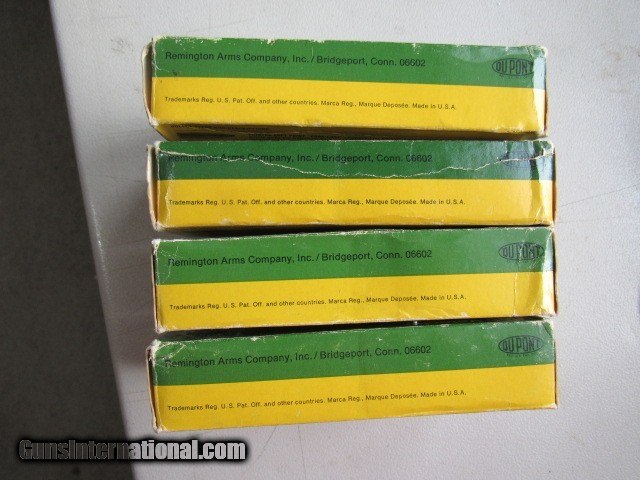 Remington Arms Company, Inc. / Bridgeport, Conn. 06602
DU PONT
Trademarks Reg. U.S. Pat. Off. and other countries. Marca Reg., Marque Deposée. Made in U.S.A.
Remington Arms Company, Inc. / Bridgeport, Conn. 06602
DU PONT
Trademarks Reg. U.S. Pat. Off. and other countries. Marca Reg., Marque Deposée. Made in U.S.A.
Remington Arms Company, Inc. / Bridgeport, Conn. 06602
DU PONT
Trademarks Reg. U.S. Pat. Off. and other countries. Marca Reg., Marque Deposée. Made in U.S.A.
Remington Arms Company, Inc. / Bridgeport, Conn. 06602
DU PONT
Trademarks Reg. U.S. Pat. Off. and other countries. Marca Reg., Marque Deposée. Made in U.S.A.
GunsInternational.com